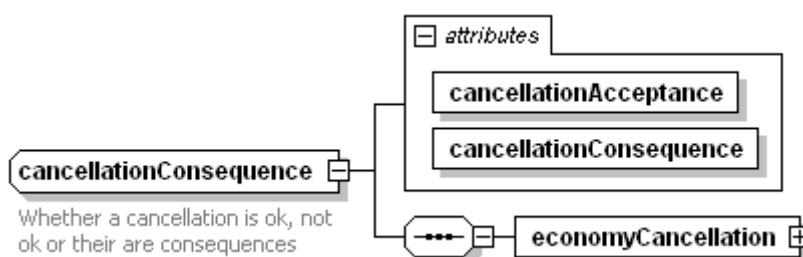 attributes
cancellationAcceptance
cancellationConsequence
cancellationConsequence
Whether a cancellation is ok, not
ok or their are consequences
economyCancellation